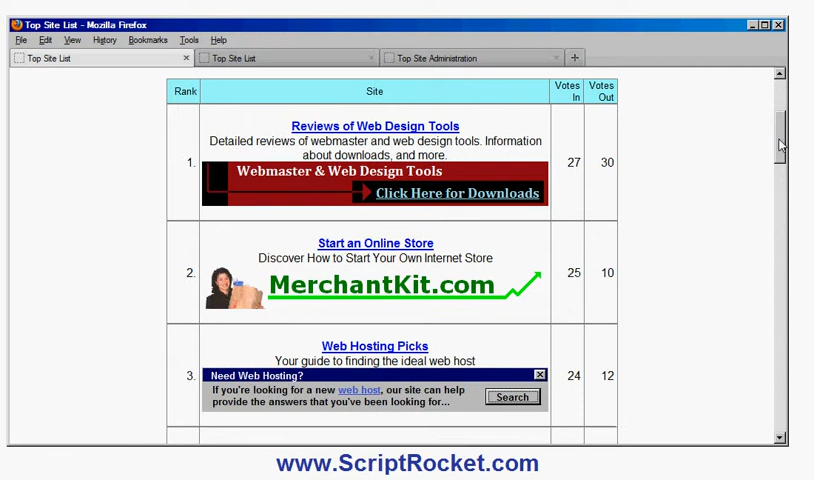 Top Site List - Mozilla Firefox
File Edit View History Bookmarks Tools Help
Top Site List Top Site List Top Site Administration
Rank Site Votes In Votes Out
Reviews of Web Design Tools
Detailed reviews of webmaster and web design tools. Information
about downloads, and more.
1. 27 30
Webmaster & Web Design Tools
Click Here for Downloads
Start an Online Store
Discover How to Start Your Own Internet Store
2. MerchantKit.com 25 10
Web Hosting Picks
Your guide to finding the ideal web host
3. Need Web Hosting? 24 12
If you're looking for a new web host, our site can help
provide the answers that you've been looking for... Search
www.ScriptRocket.com